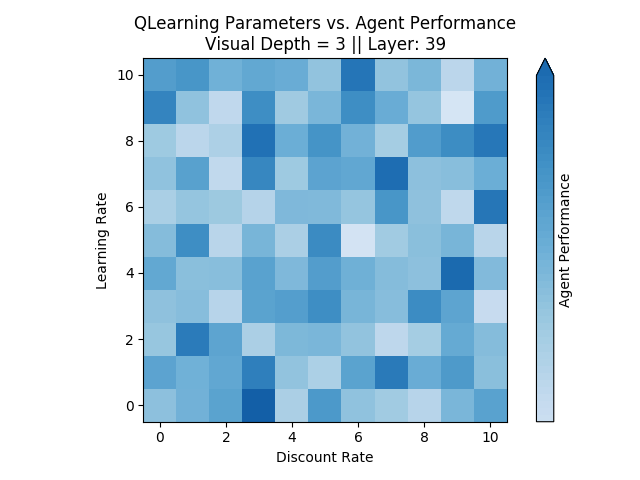 QLearning Parameters vs. Agent Performance
Visual Depth = 3 || Layer: 39
10
8
6
4
2
0
Learning Rate
0 2 4 6 8 10
Discount Rate
Agent Performance